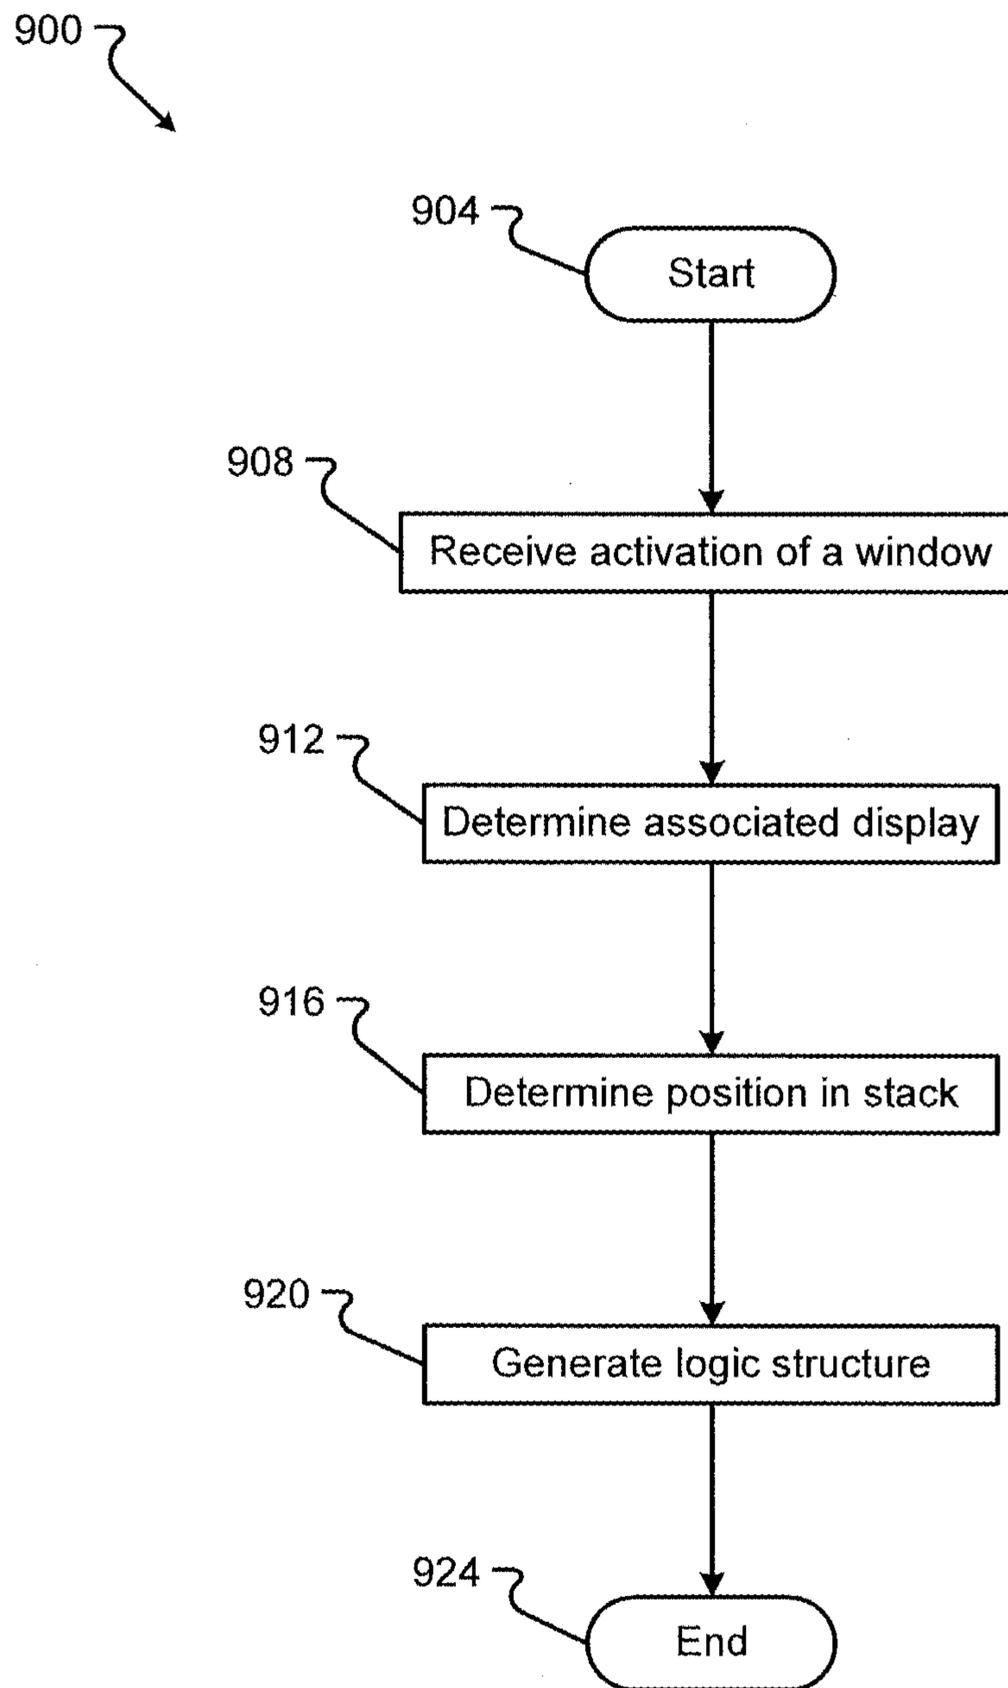 900
904
Start
908
Receive activation of a window
912
Determine associated display
916
Determine position in stack
920
Generate logic structure
924
End